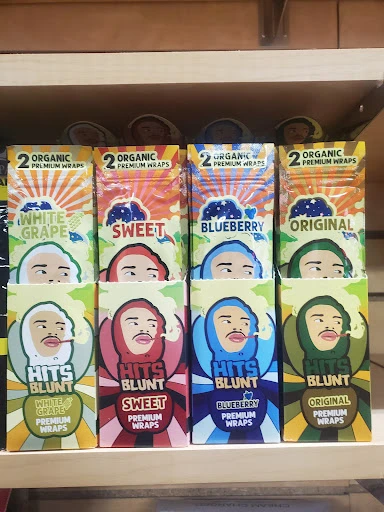 2 ORGANIC
PREMIUM WRAPS
WHITE
GRAPE
HITS
BLUNT
WHITE
GRAPE
PREMIUM
WRAPS
2 ORGANIC
PREMIUM WRAPS
SWEET
HITS
BLUNT
SWEET
PREMIUM
WRAPS
2 ORGANIC
PREMIUM WRAPS
BLUEBERRY
HITS
BLUNT
BLUEBERRY
PREMIUM
WRAPS
2 ORGANIC
PREMIUM WRAPS
ORIGINAL
HITS
BLUNT
ORIGINAL
PREMIUM
WRAPS